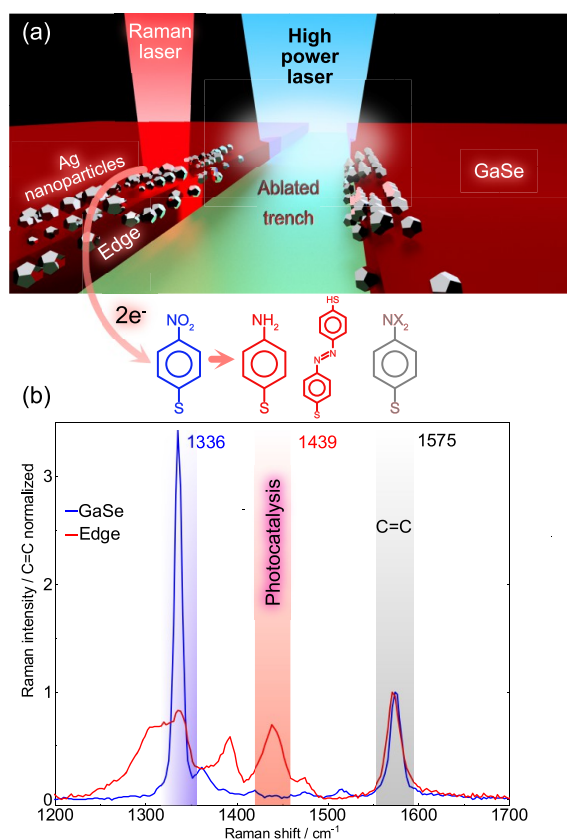 (a)
Raman
laser
High
power
laser
Ag
nanoparticles
GaSe
Ablated
trench
Edge
2e-
NO2
NH2
HS
N=N
NX2
S
S
S
S
(b)
1336
1439
1575
GaSe
Edge
Photocatalysis
C=C
Raman intensity / C=C normalized
3
2
1
0
1200 1300 1400 1500 1600 1700
Raman shift / cm-1